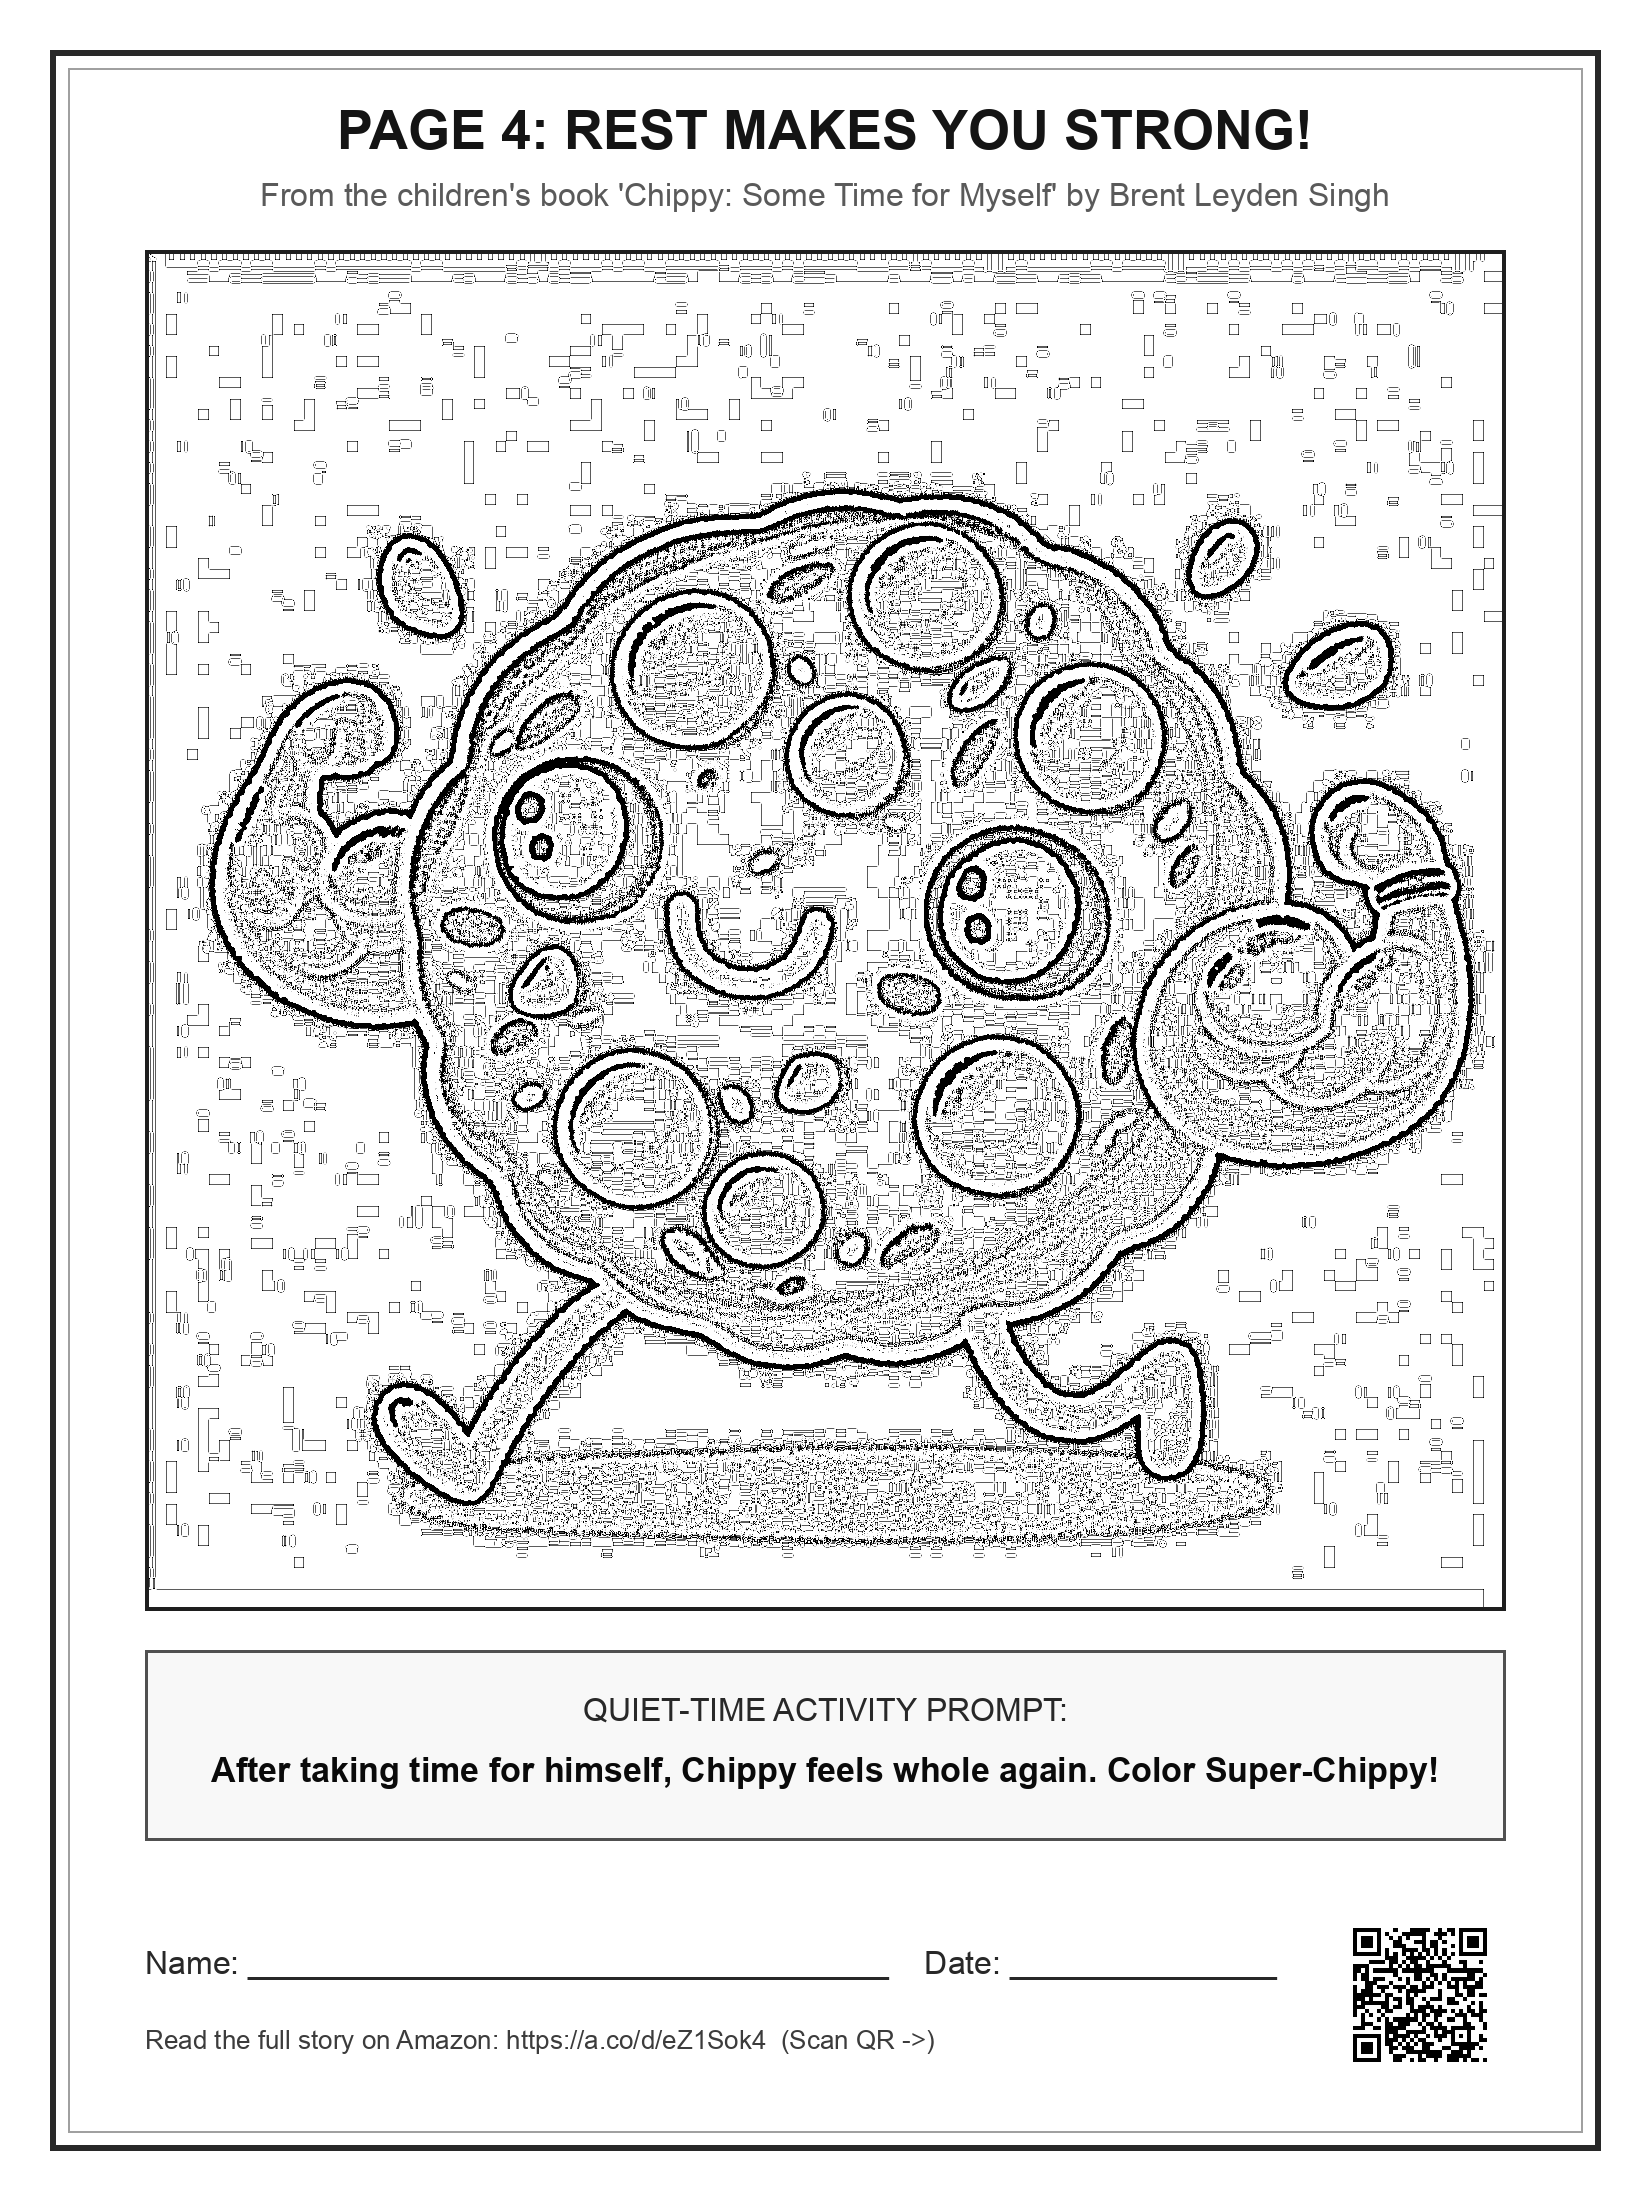 PAGE 4: REST MAKES YOU STRONG!
From the children's book 'Chippy: Some Time for Myself' by Brent Leyden Singh
QUIET-TIME ACTIVITY PROMPT:
After taking time for himself, Chippy feels whole again. Color Super-Chippy!
Name: ______________________ Date: __________
Read the full story on Amazon: https://a.co/d/eZ1Sok4 (Scan QR ->)